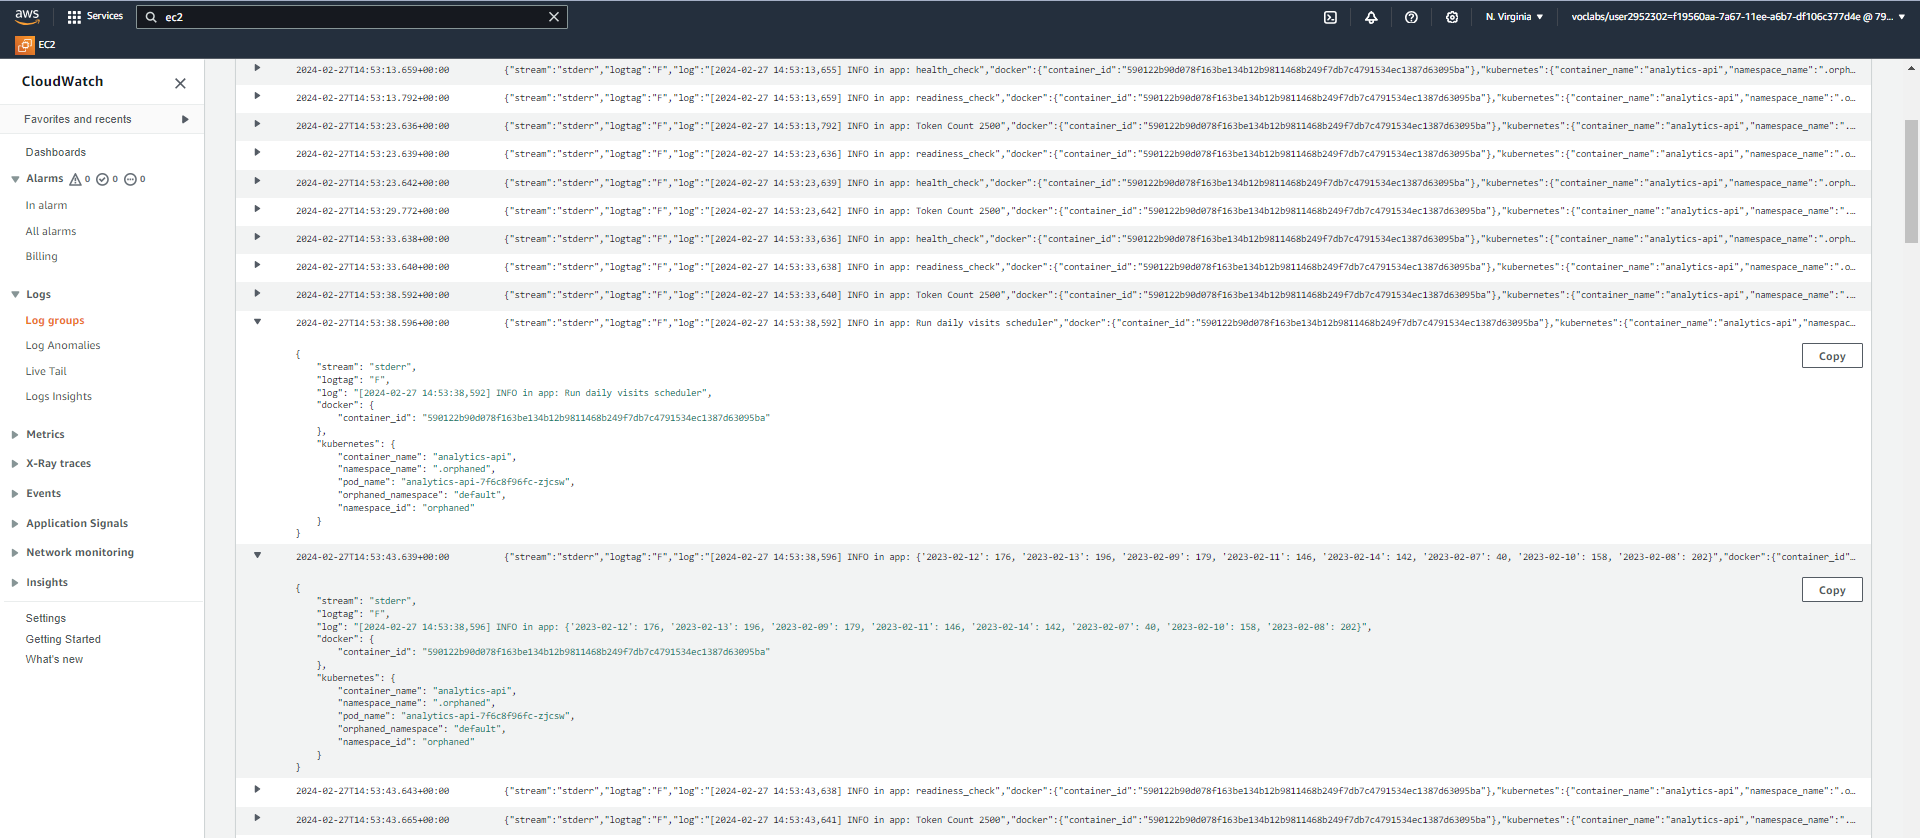 aws
Services
ec2
N. Virginia
voclabs/user2952302=f19560aa-7a67-11ee-a6b7-df106c377d4e @ 79...
EC2
CloudWatch
Favorites and recents
Dashboards
Alarms 0 0 0
In alarm
All alarms
Billing
Logs
Log groups
Log Anomalies
Live Tail
Logs Insights
Metrics
X-Ray traces
Events
Application Signals
Network monitoring
Insights
Settings
Getting Started
What's new
2024-02-27T14:53:13.659+00:00 {"stream":"stderr","logtag":"F","log":"[2024-02-27 14:53:13,655] INFO in app: health_check","docker":{"container_id":"590122b90d078f163be134b12b9811468b249f7db7c4791534ec1387d63095ba"},"kubernetes":{"container_name":"analytics-api","namespace_name":".orph…
2024-02-27T14:53:13.792+00:00 {"stream":"stderr","logtag":"F","log":"[2024-02-27 14:53:13,659] INFO in app: readiness_check","docker":{"container_id":"590122b90d078f163be134b12b9811468b249f7db7c4791534ec1387d63095ba"},"kubernetes":{"container_name":"analytics-api","namespace_name":".o…
2024-02-27T14:53:23.636+00:00 {"stream":"stderr","logtag":"F","log":"[2024-02-27 14:53:13,792] INFO in app: Token Count 2500","docker":{"container_id":"590122b90d078f163be134b12b9811468b249f7db7c4791534ec1387d63095ba"},"kubernetes":{"container_name":"analytics-api","namespace_name":".…
2024-02-27T14:53:23.639+00:00 {"stream":"stderr","logtag":"F","log":"[2024-02-27 14:53:23,636] INFO in app: readiness_check","docker":{"container_id":"590122b90d078f163be134b12b9811468b249f7db7c4791534ec1387d63095ba"},"kubernetes":{"container_name":"analytics-api","namespace_name":".o…
2024-02-27T14:53:23.642+00:00 {"stream":"stderr","logtag":"F","log":"[2024-02-27 14:53:23,639] INFO in app: health_check","docker":{"container_id":"590122b90d078f163be134b12b9811468b249f7db7c4791534ec1387d63095ba"},"kubernetes":{"container_name":"analytics-api","namespace_name":".orph…
2024-02-27T14:53:29.772+00:00 {"stream":"stderr","logtag":"F","log":"[2024-02-27 14:53:23,642] INFO in app: Token Count 2500","docker":{"container_id":"590122b90d078f163be134b12b9811468b249f7db7c4791534ec1387d63095ba"},"kubernetes":{"container_name":"analytics-api","namespace_name":".…
2024-02-27T14:53:33.638+00:00 {"stream":"stderr","logtag":"F","log":"[2024-02-27 14:53:33,636] INFO in app: health_check","docker":{"container_id":"590122b90d078f163be134b12b9811468b249f7db7c4791534ec1387d63095ba"},"kubernetes":{"container_name":"analytics-api","namespace_name":".orph…
2024-02-27T14:53:33.640+00:00 {"stream":"stderr","logtag":"F","log":"[2024-02-27 14:53:33,638] INFO in app: readiness_check","docker":{"container_id":"590122b90d078f163be134b12b9811468b249f7db7c4791534ec1387d63095ba"},"kubernetes":{"container_name":"analytics-api","namespace_name":".o…
2024-02-27T14:53:38.592+00:00 {"stream":"stderr","logtag":"F","log":"[2024-02-27 14:53:33,640] INFO in app: Token Count 2500","docker":{"container_id":"590122b90d078f163be134b12b9811468b249f7db7c4791534ec1387d63095ba"},"kubernetes":{"container_name":"analytics-api","namespace_name":".…
2024-02-27T14:53:38.596+00:00 {"stream":"stderr","logtag":"F","log":"[2024-02-27 14:53:38,592] INFO in app: Run daily visits scheduler","docker":{"container_id":"590122b90d078f163be134b12b9811468b249f7db7c4791534ec1387d63095ba"},"kubernetes":{"container_name":"analytics-api","namespac…
Copy
{
"stream": "stderr",
"logtag": "F",
"log": "[2024-02-27 14:53:38,592] INFO in app: Run daily visits scheduler",
"docker": {
"container_id": "590122b90d078f163be134b12b9811468b249f7db7c4791534ec1387d63095ba"
},
"kubernetes": {
"container_name": "analytics-api",
"namespace_name": ".orphaned",
"pod_name": "analytics-api-7f6c8f96fc-zjcsw",
"orphaned_namespace": "default",
"namespace_id": "orphaned"
}
}
2024-02-27T14:53:43.639+00:00 {"stream":"stderr","logtag":"F","log":"[2024-02-27 14:53:38,596] INFO in app: {'2023-02-12': 176, '2023-02-13': 196, '2023-02-09': 179, '2023-02-11': 146, '2023-02-14': 142, '2023-02-07': 40, '2023-02-10': 158, '2023-02-08': 202}","docker":{"container_id"…
Copy
{
"stream": "stderr",
"logtag": "F",
"log": "[2024-02-27 14:53:38,596] INFO in app: {'2023-02-12': 176, '2023-02-13': 196, '2023-02-09': 179, '2023-02-11': 146, '2023-02-14': 142, '2023-02-07': 40, '2023-02-10': 158, '2023-02-08': 202}",
"docker": {
"container_id": "590122b90d078f163be134b12b9811468b249f7db7c4791534ec1387d63095ba"
},
"kubernetes": {
"container_name": "analytics-api",
"namespace_name": ".orphaned",
"pod_name": "analytics-api-7f6c8f96fc-zjcsw",
"orphaned_namespace": "default",
"namespace_id": "orphaned"
}
}
2024-02-27T14:53:43.643+00:00 {"stream":"stderr","logtag":"F","log":"[2024-02-27 14:53:43,638] INFO in app: readiness_check","docker":{"container_id":"590122b90d078f163be134b12b9811468b249f7db7c4791534ec1387d63095ba"},"kubernetes":{"container_name":"analytics-api","namespace_name":".o…
2024-02-27T14:53:43.665+00:00 {"stream":"stderr","logtag":"F","log":"[2024-02-27 14:53:43,641] INFO in app: Token Count 2500","docker":{"container_id":"590122b90d078f163be134b12b9811468b249f7db7c4791534ec1387d63095ba"},"kubernetes":{"container_name":"analytics-api","namespace_name":".…